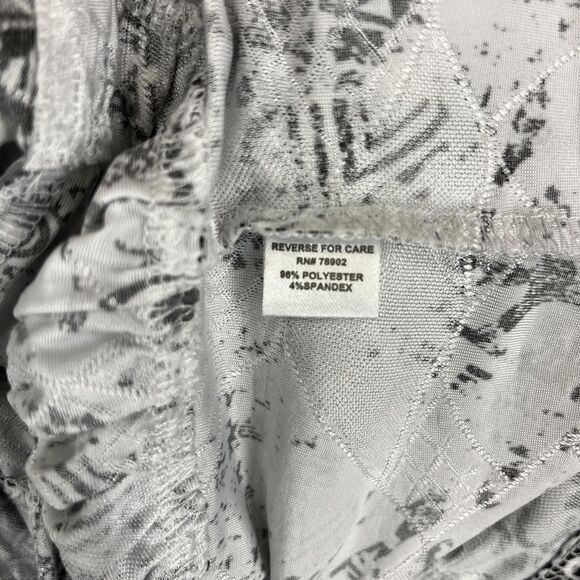 REVERSE FOR CARE
RN# 78902
96% POLYESTER
4%SPANDEX